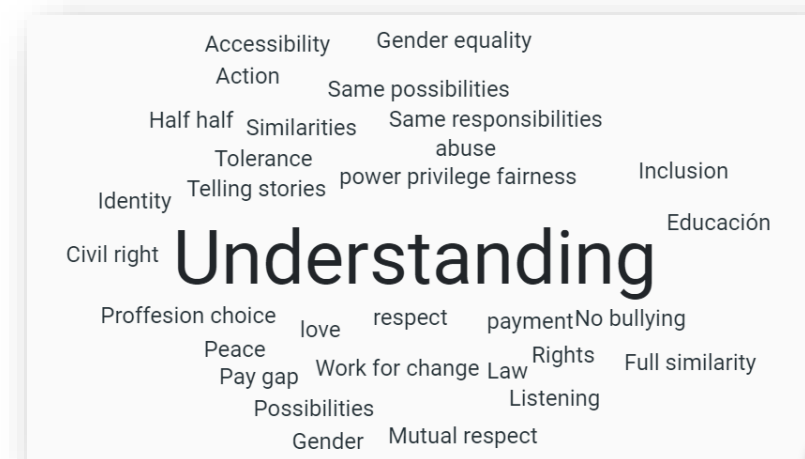 Accessibility
Gender equality
Action
Same possibilities
Half half
Similarities
Same responsibilities
abuse
Tolerance
power privilege fairness
Inclusion
Telling stories
Identity
Educación
Civil right
Understanding
Proffesion choice
love
respect
payment
No bullying
Peace
Pay gap
Work for change
Law
Rights
Full similarity
Possibilities
Listening
Gender
Mutual respect